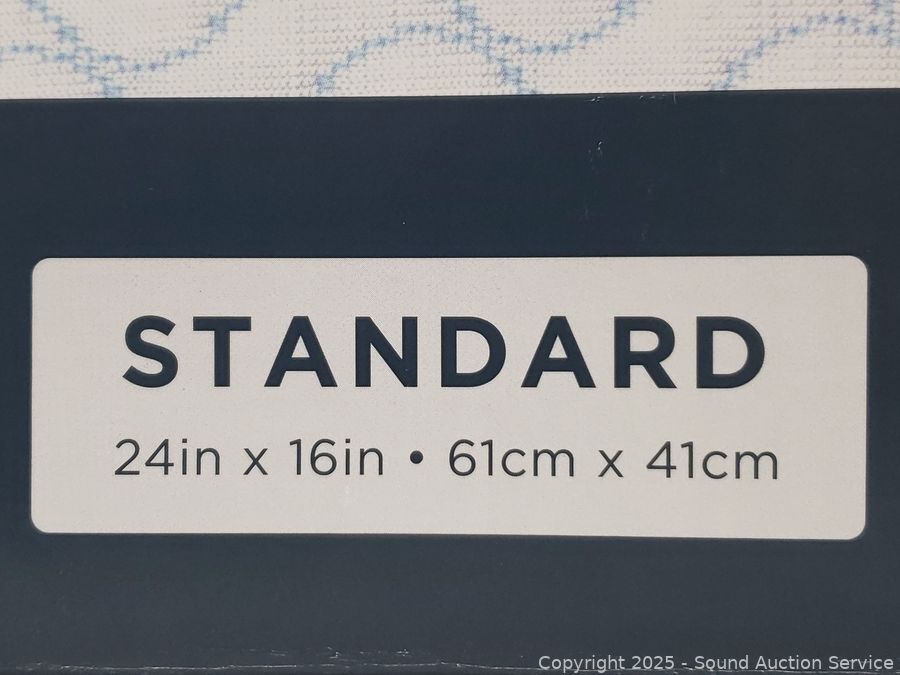 STANDARD
24in x 16in • 61cm x 41cm
Copyright 2025 - Sound Auction Service